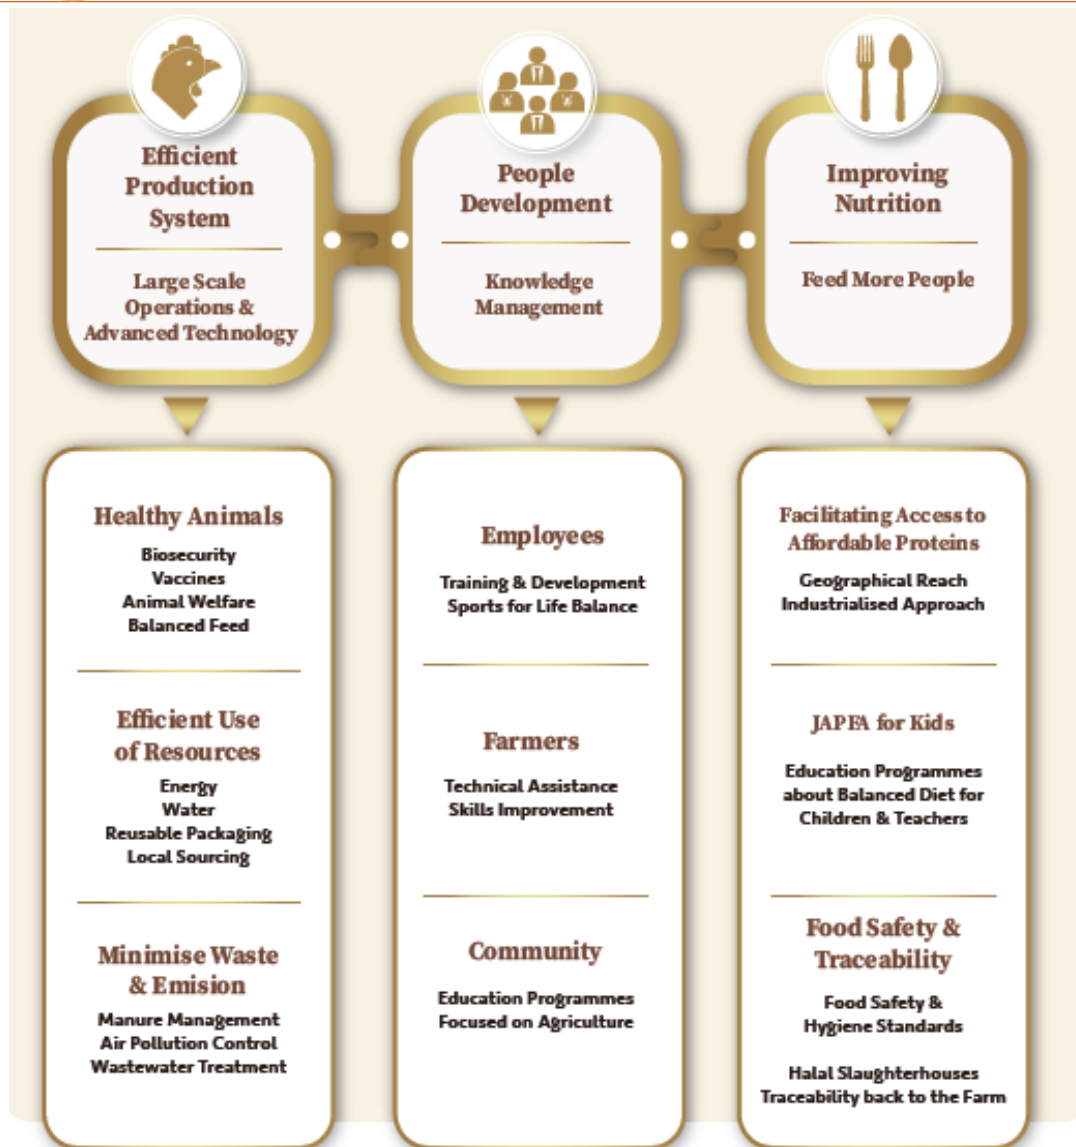 Efficient
Production
System
Large Scale
Operations &
Advanced Technology
People
Development
Knowledge
Management
Improving
Nutrition
Feed More People
Healthy Animals
Biosecurity
Vaccines
Animal Welfare
Balanced Feed
Efficient Use
of Resources
Energy
Water
Reusable Packaging
Local Sourcing
Minimise Waste
& Emision
Manure Management
Air Pollution Control
Wastewater Treatment
Employees
Training & Development
Sports for Life Balance
Farmers
Technical Assistance
Skills Improvement
Community
Education Programmes
Focused on Agriculture
Facilitating Access to
Affordable Proteins
Geographical Reach
Industrialised Approach
JAPFA for Kids
Education Programmes
about Balanced Diet for
Children & Teachers
Food Safety &
Traceability
Food Safety &
Hygiene Standards
Halal Slaughterhouses
Traceability back to the Farm